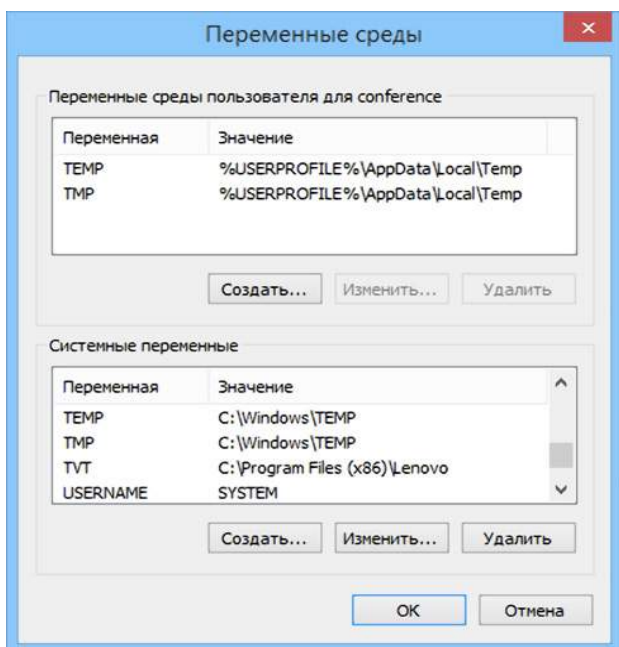 Переменные среды
Переменные среды пользователя для conference
Переменная Значение
TEMP %USERPROFILE%\AppData\Local\Temp
TMP %USERPROFILE%\AppData\Local\Temp
Создать... Изменить... Удалить
Системные переменные
Переменная Значение
TEMP C:\Windows\TEMP
TMP C:\Windows\TEMP
TVT C:\Program Files (x86)\Lenovo
USERNAME SYSTEM
Создать... Изменить... Удалить
OK Отмена